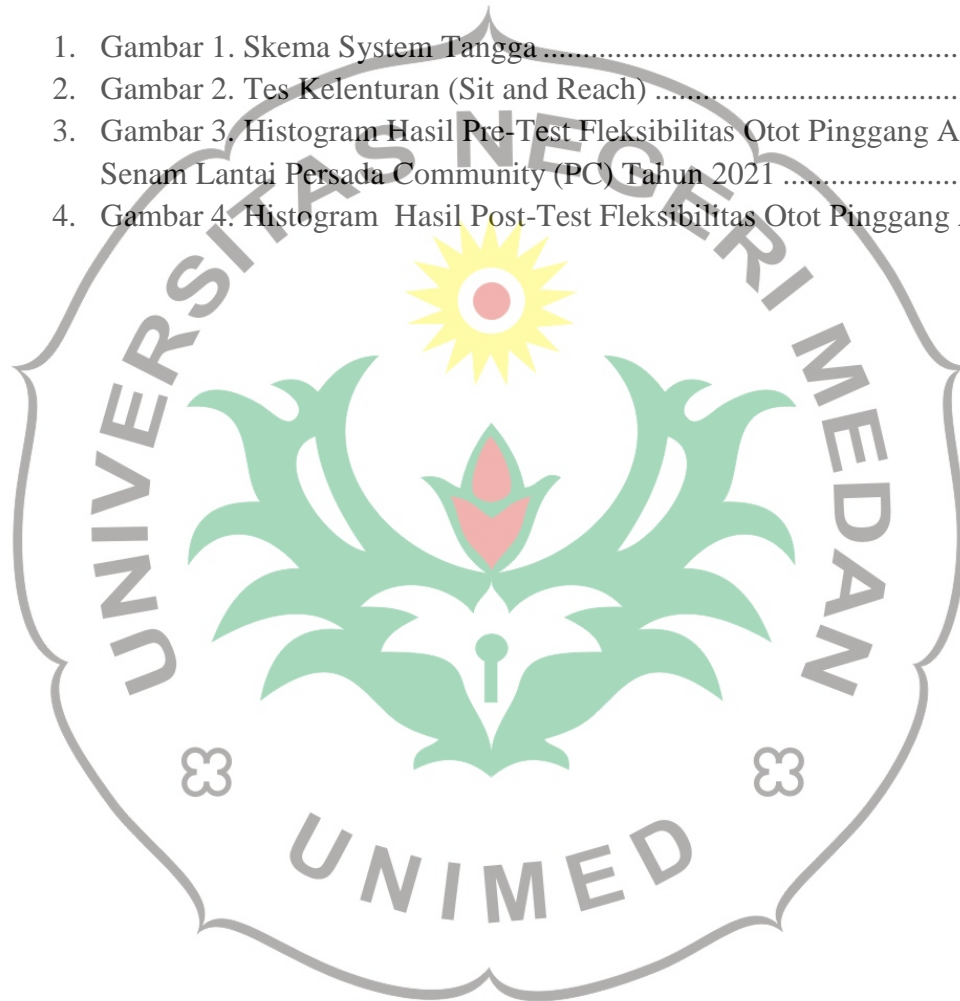 1. Gambar 1. Skema System Tangga ..........................................................
2. Gambar 2. Tes Kelenturan (Sit and Reach) ..........................................
3. Gambar 3. Histogram Hasil Pre-Test Fleksibilitas Otot Pinggang A
Senam Lantai Persada Community (PC) Tahun 2021 .........................
4. Gambar 4. Histogram Hasil Post-Test Fleksibilitas Otot Pinggang
UNIVERSITAS NEGERI MEDAN
UNIMED